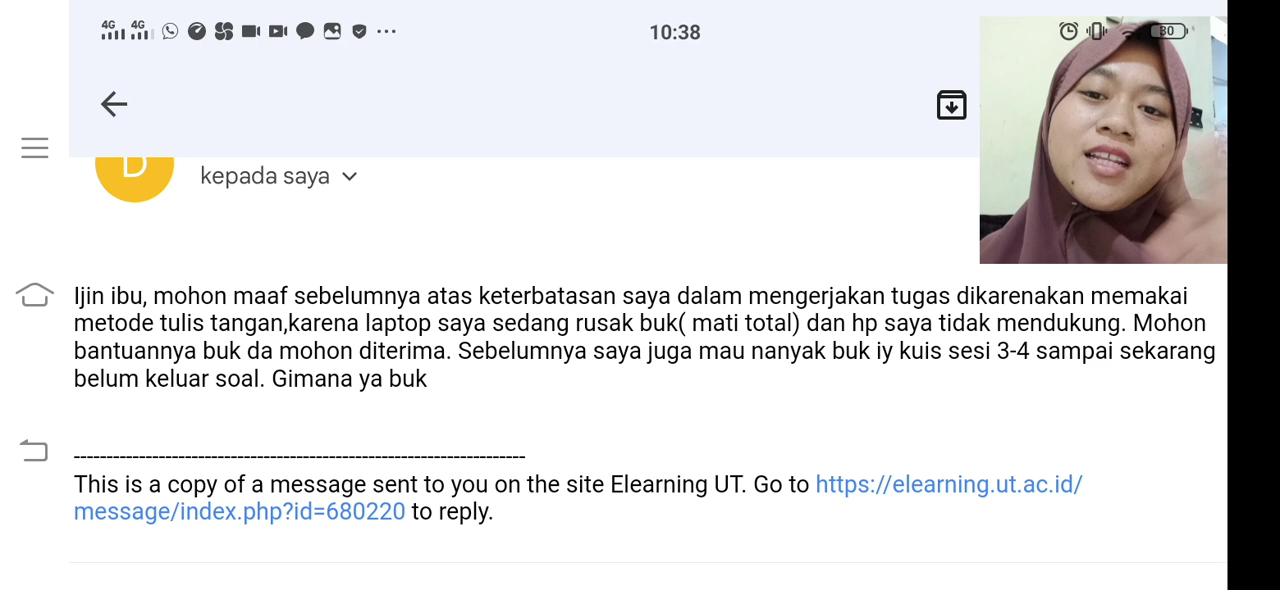 4G 4G 10:38 30
D
kepada saya
Ijin ibu, mohon maaf sebelumnya atas keterbatasan saya dalam mengerjakan tugas dikarenakan memakai
metode tulis tangan,karena laptop saya sedang rusak buk( mati total) dan hp saya tidak mendukung. Mohon
bantuannya buk da mohon diterima. Sebelumnya saya juga mau nanyak buk iy kuis sesi 3-4 sampai sekarang
belum keluar soal. Gimana ya buk
---------------------------------------------------------------------
This is a copy of a message sent to you on the site Elearning UT. Go to https://elearning.ut.ac.id/
message/index.php?id=680220 to reply.